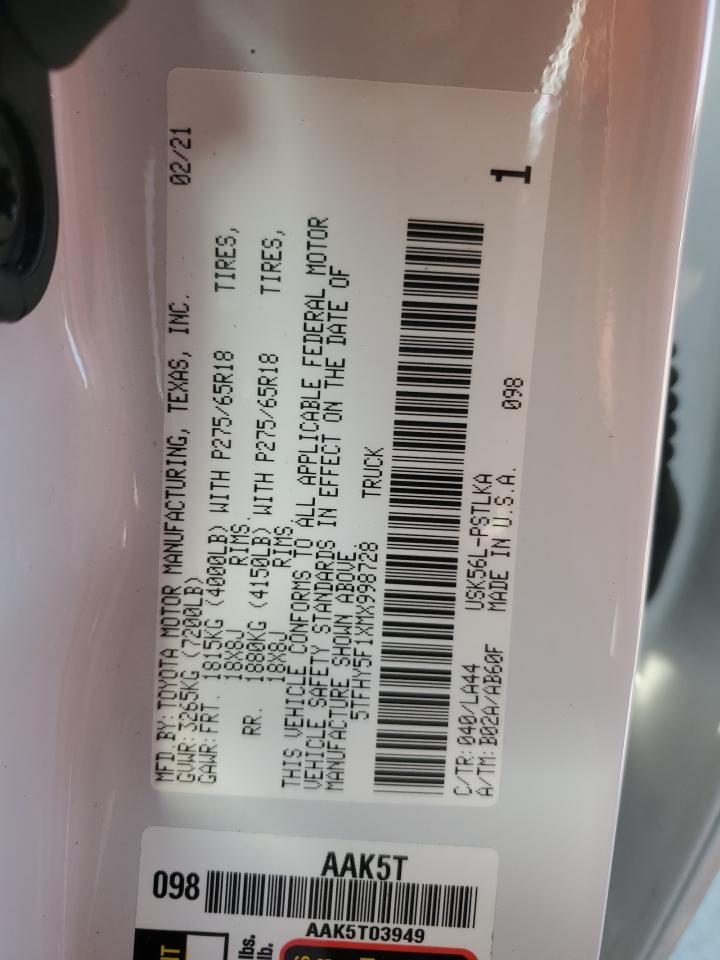 MFD. BY: TOYOTA MOTOR MANUFACTURING, TEXAS, INC. 02/21
GVWR: 3265KG (7200LB)
GAWR: FRT. 1815KG (4000LB) WITH P275/65R18 TIRES,
18X8J RIMS.
RR. 1880KG (4150LB) WITH P275/65R18 TIRES,
18X8J RIMS.
THIS VEHICLE CONFORMS TO ALL APPLICABLE FEDERAL MOTOR
VEHICLE SAFETY STANDARDS IN EFFECT ON THE DATE OF
MANUFACTURE SHOWN ABOVE.
5TFHY5F1XMX998728 TRUCK
C/TR: 040/LA44 USK56L-PSTLKA
A/TM: B02A/AB60F MADE IN U.S.A. 098
1
AAK5T
098
AAK5T03949
lbs.
lb.